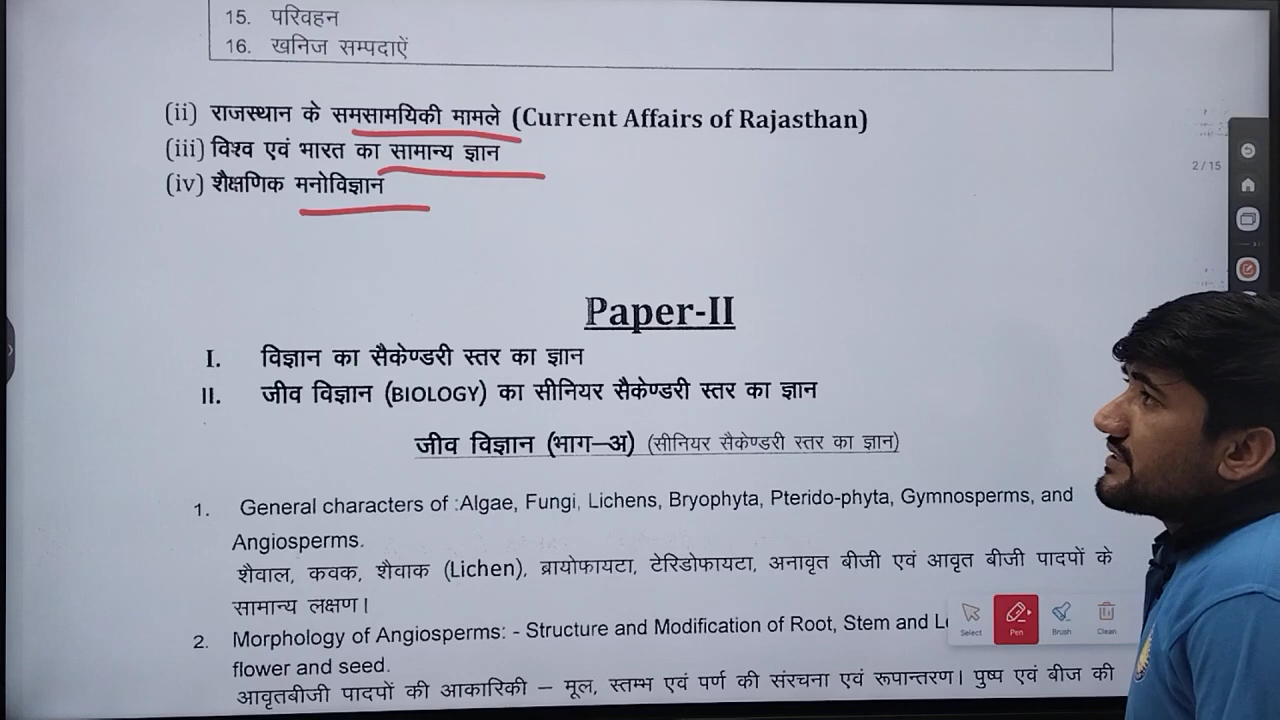 15. परिवहन
16. खनिज सम्पदाऐं
(ii) राजस्थान के समसामयिकी मामले (Current Affairs of Rajasthan)
(iii) विश्व एवं भारत का सामान्य ज्ञान
(iv) शैक्षणिक मनोविज्ञान
2 / 15
Paper-II
I. विज्ञान का सैकेण्डरी स्तर का ज्ञान
II. जीव विज्ञान (BIOLOGY) का सीनियर सैकेण्डरी स्तर का ज्ञान
जीव विज्ञान (भाग–अ) (सीनियर सैकेण्डरी स्तर का ज्ञान)
1. General characters of :Algae, Fungi, Lichens, Bryophyta, Pterido-phyta, Gymnosperms, and
Angiosperms.
शैवाल, कवक, शैवाक (Lichen), ब्रायोफायटा, टेरिडोफायटा, अनावृत बीजी एवं आवृत बीजी पादपों के
सामान्य लक्षण।
2. Morphology of Angiosperms: - Structure and Modification of Root, Stem and
flower and seed.
आवृतबीजी पादपों की आकारिकी – मूल, स्तम्भ एवं पर्ण की संरचना एवं रूपान्तरण। पुष्प एवं बीज की
Select Pen Brush Clean